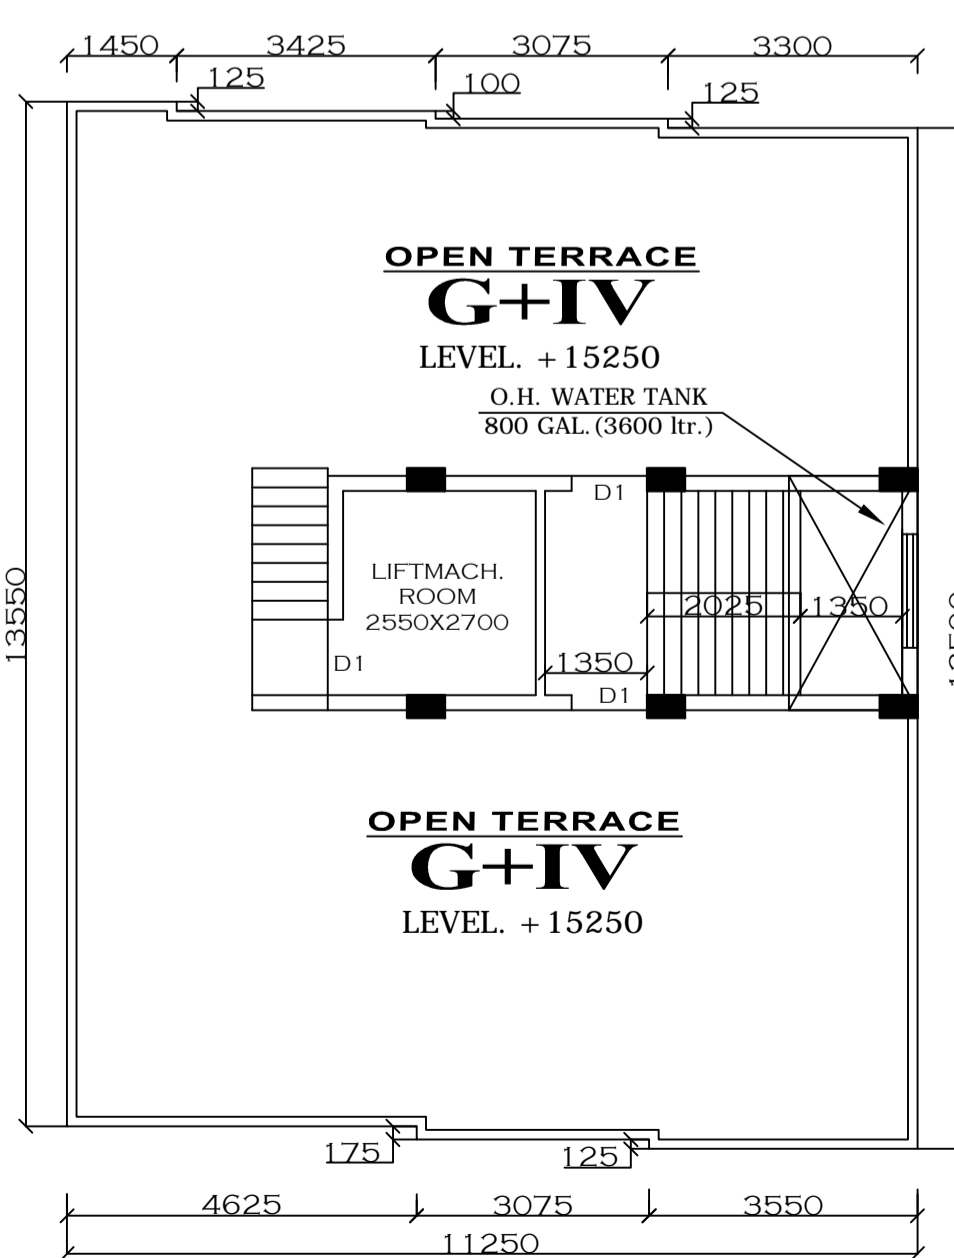 1450 3425 3075 3300
125 100 125
OPEN TERRACE
G+IV
LEVEL. +15250
O.H. WATER TANK
800 GAL.(3600 ltr.)
D1
LIFTMACH.
ROOM
2550X2700
2025 1350
13550
D1
1350
D1
OPEN TERRACE
G+IV
LEVEL. +15250
175 125
4625 3075 3550
11250